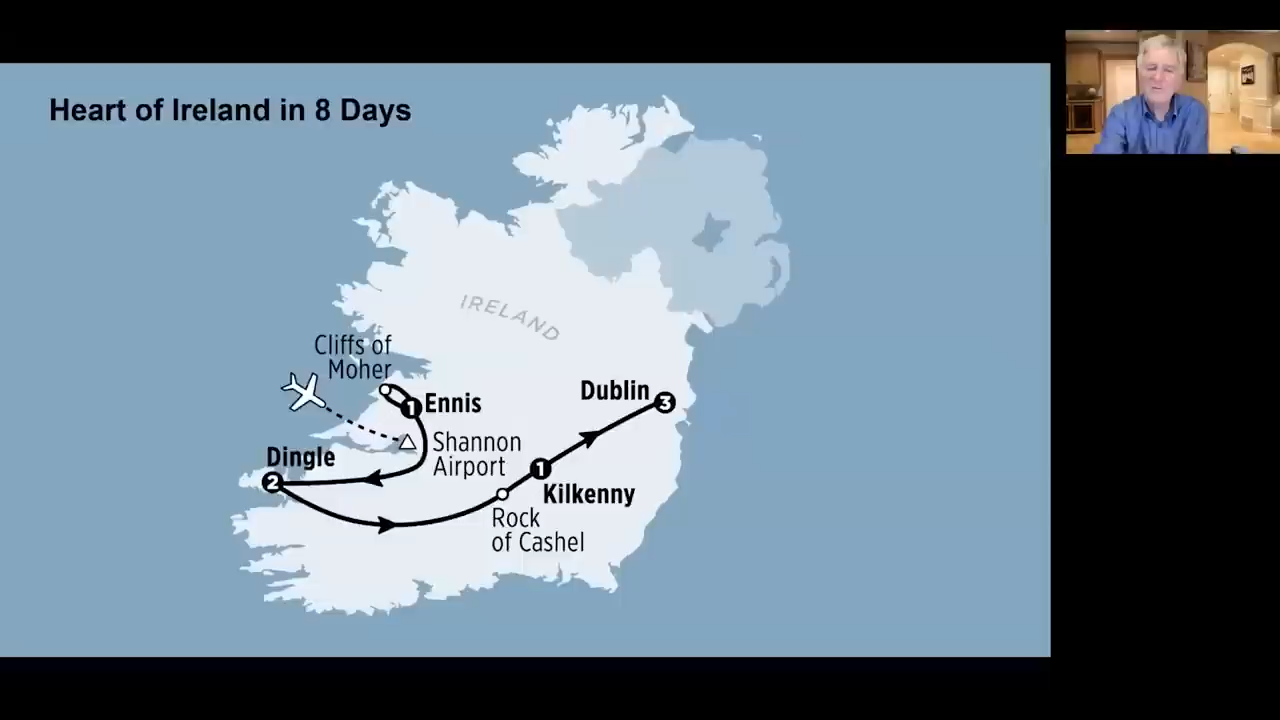 Heart of Ireland in 8 Days
IRELAND
Cliffs of
Moher
1
Ennis
Dublin
3
Shannon
Airport
Dingle
2
1
Kilkenny
Rock
of Cashel